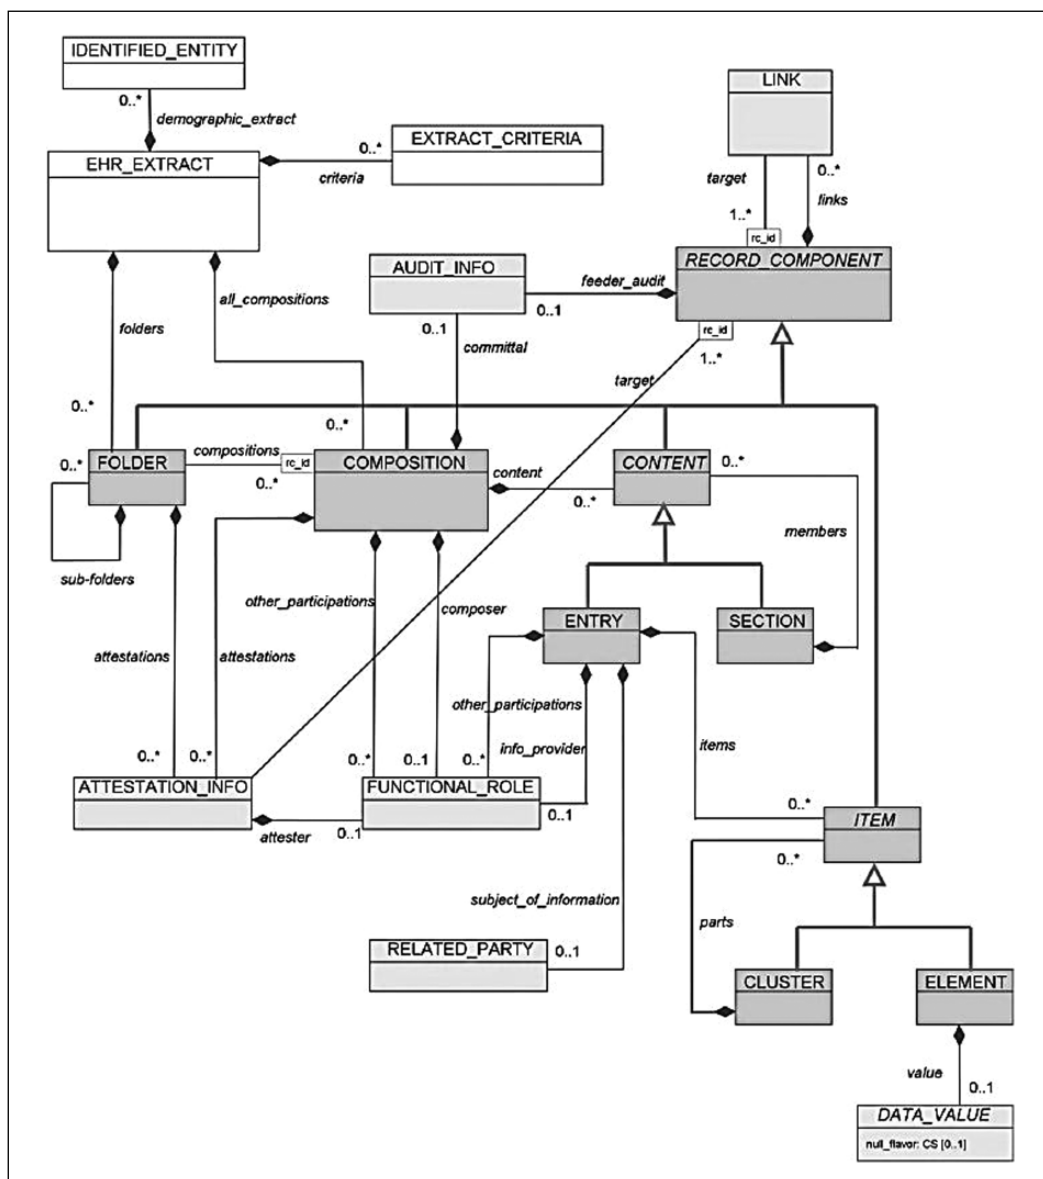 IDENTIFIED_ENTITY
0..*
demographic_extract
EHR_EXTRACT
0..*
criteria
EXTRACT_CRITERIA
LINK
target
0..*
links
1..*
rc_id
RECORD_COMPONENT
AUDIT_INFO
feeder_audit
0..1
0..1
committal
rc_id
1..*
target
folders
all_compositions
0..*
0..*
FOLDER
0..*
compositions
rc_id
0..*
COMPOSITION
content
0..*
CONTENT
0..*
members
sub-folders
attestations
attestations
other_participations
composer
ENTRY
SECTION
other_participations
info_provider
items
0..*
0..*
0..*
0..1
0..*
0..1
ATTESTATION_INFO
attester
0..1
FUNCTIONAL_ROLE
0..*
ITEM
0..*
subject_of_information
parts
RELATED_PARTY
0..1
CLUSTER
ELEMENT
value
0..1
DATA_VALUE
null_flavor: CS [0..1]